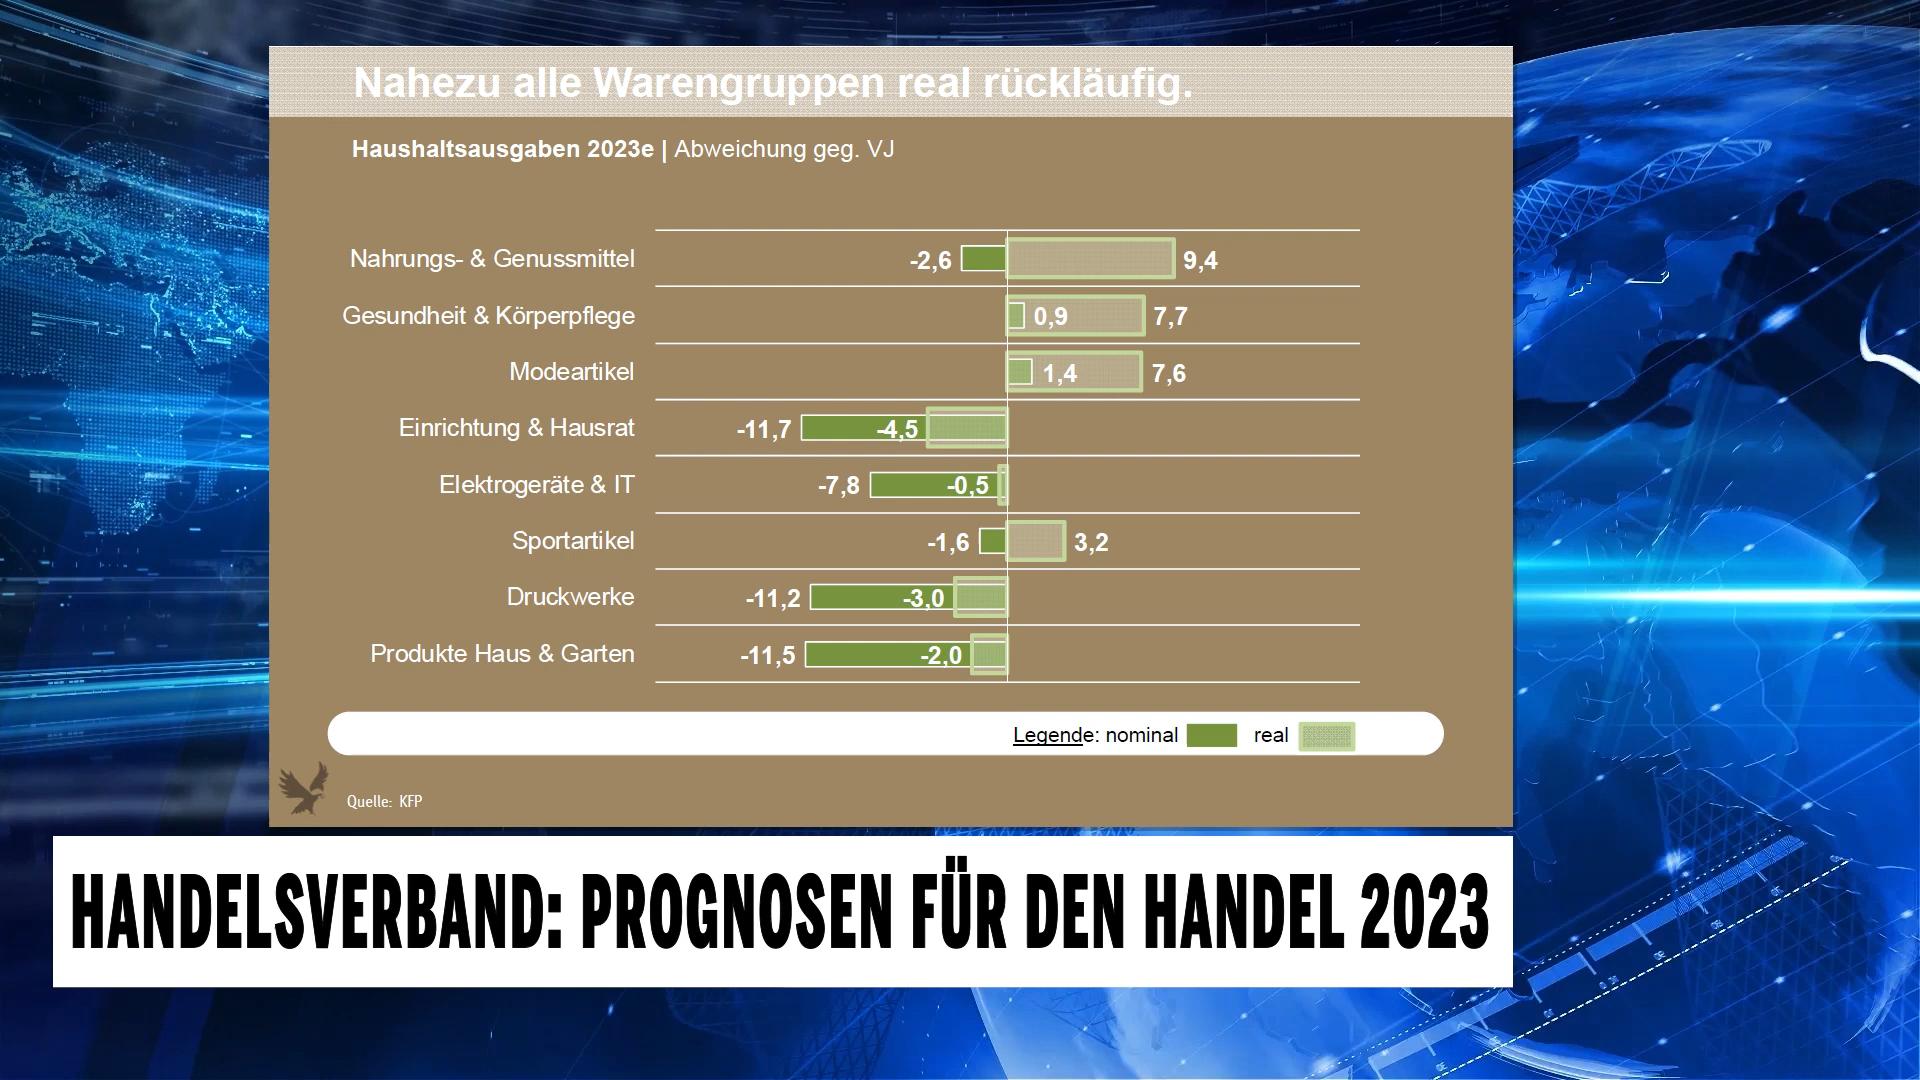 Nahezu alle Warengruppen real rückläufig.
Haushaltsausgaben 2023e | Abweichung geg. VJ
Nahrungs- & Genussmittel -2,6 9,4
Gesundheit & Körperpflege 0,9 7,7
Modeartikel 1,4 7,6
Einrichtung & Hausrat -11,7 -4,5
Elektrogeräte & IT -7,8 -0,5
Sportartikel -1,6 3,2
Druckwerke -11,2 -3,0
Produkte Haus & Garten -11,5 -2,0
Legende: nominal real
Quelle: KFP
HANDELSVERBAND: PROGNOSEN FÜR DEN HANDEL 2023